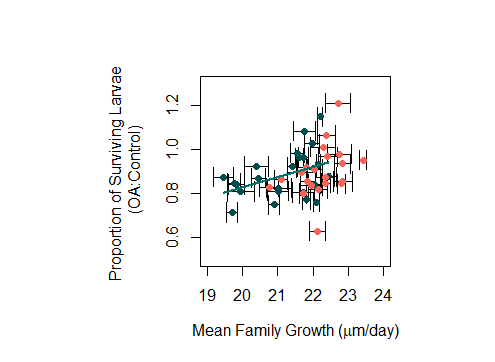 Proportion of Surviving Larvae
(OA:Control)
1.2
1.0
0.8
0.6
19 20 21 22 23 24
Mean Family Growth (μm/day)